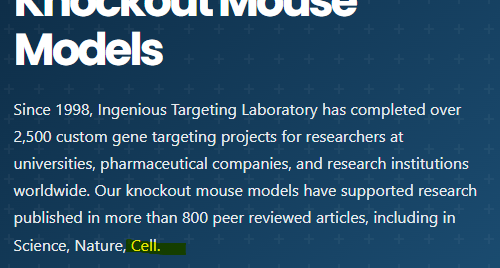 Knockout Mouse
Models
Since 1998, Ingenious Targeting Laboratory has completed over
2,500 custom gene targeting projects for researchers at
universities, pharmaceutical companies, and research institutions
worldwide. Our knockout mouse models have supported research
published in more than 800 peer reviewed articles, including in
Science, Nature, Cell.